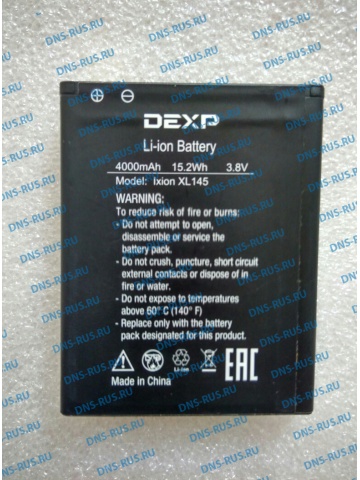 DEXP
Li-ion Battery
4000mAh 15.2Wh 3.8V
Model: ixion XL145
WARNING:
To reduce risk of fire or burns:
- Do not attempt to open,
disassemble or service the
battery pack.
- Do not crush, puncture, short circuit
external contacts or dispose of in
fire or water.
- Do not expose to temperatures
above 60° C (140° F)
- Replace only with the battery
pack designated for this product.
Li-ion
EAC
Made in China
DNS-RUS.RU